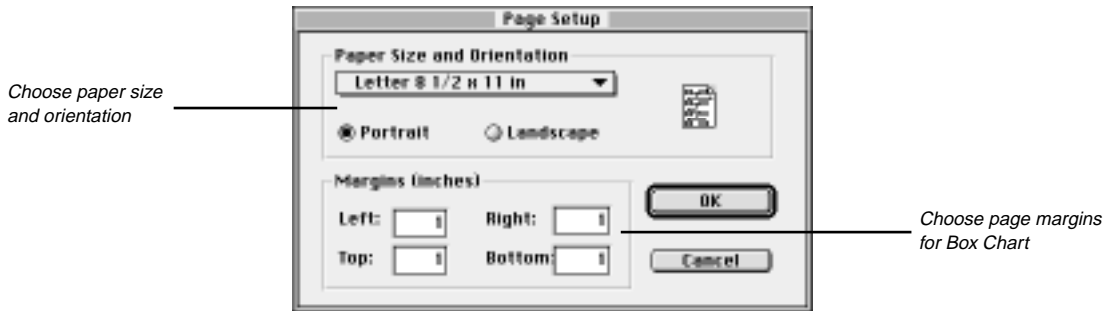 Page Setup
Paper Size and Orientation
Letter 8 1/2 x 11 in
Choose paper size
and orientation
Portrait Landscape
Margins (inches)
Left: 1 Right: 1
OK
Choose page margins
for Box Chart
Top: 1 Bottom: 1
Cancel